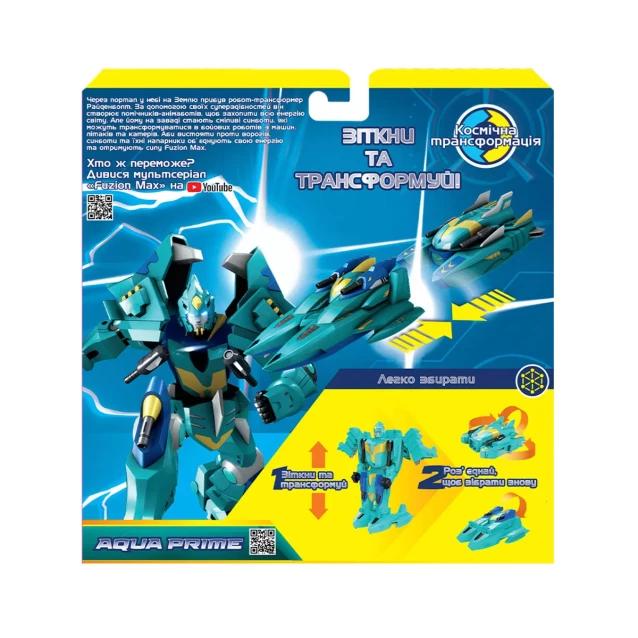 Через портал у небі на Землю прибув робот-трансформер
Райденболт. За допомогою своїх суперздібностей він
створює помічників-аніматів, щоб захопити всю енергію
світу. Але йому на заваді стають сміливі синботи, які
можуть трансформуватися в бойових роботів з машин,
літаків та катерів. Аби вистояти проти ворогів,
синботи та їхні напарники об'єднують свою енергію
та отримують силу Fuzion Max.
Хто ж переможе?
Дивися мультсеріал
«Fuzion Max» на YouTube
ЗІТКНИ
ТА
ТРАНСФОРМУЙ!
Космічна
трансформація
Легко збирати
1 Зіткни та
трансформуй
2 Роз'єднай,
щоб зібрати знову
AQUA PRIME